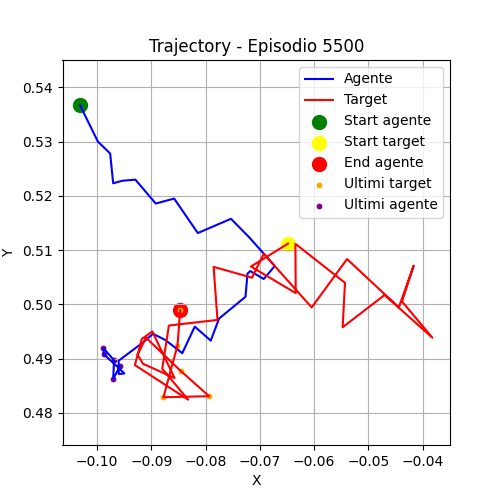 Trajectory - Episodio 5500
Agente
Target
Start agente
Start target
End agente
Ultimi target
Ultimi agente
Y
0.54
0.53
0.52
0.51
0.50
0.49
0.48
−0.10 −0.09 −0.08 −0.07 −0.06 −0.05 −0.04
X